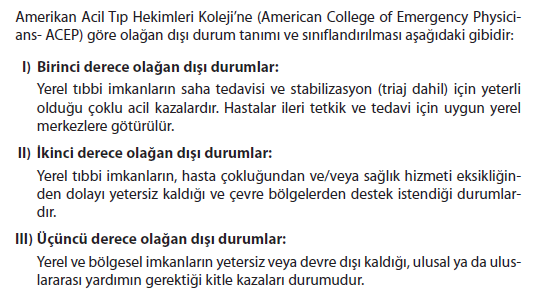 Amerikan Acil Tıp Hekimleri Koleji’ne (American College of Emergency Physici-
ans- ACEP) göre olağan dışı durum tanımı ve sınıflandırılması aşağıdaki gibidir:
I) Birinci derece olağan dışı durumlar:
Yerel tıbbi imkanların saha tedavisi ve stabilizasyon (triaj dahil) için yeterli
olduğu çoklu acil kazalardır. Hastalar ileri tetkik ve tedavi için uygun yerel
merkezlere götürülür.
II) İkinci derece olağan dışı durumlar:
Yerel tıbbi imkanların, hasta çokluğundan ve/veya sağlık hizmeti eksikliğin-
den dolayı yetersiz kaldığı ve çevre bölgelerden destek istendiği durumlar-
dır.
III) Üçüncü derece olağan dışı durumlar:
Yerel ve bölgesel imkanların yetersiz veya devre dışı kaldığı, ulusal ya da ulus-
lararası yardımın gerektiği kitle kazaları durumudur.